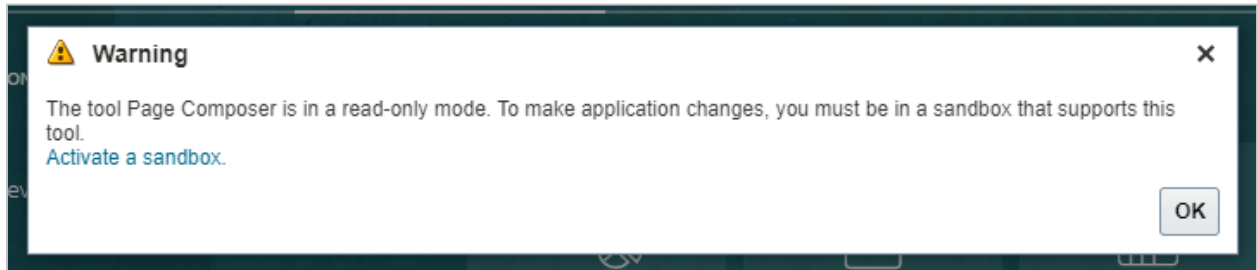 Warning
The tool Page Composer is in a read-only mode. To make application changes, you must be in a sandbox that supports this
tool.
Activate a sandbox.
OK